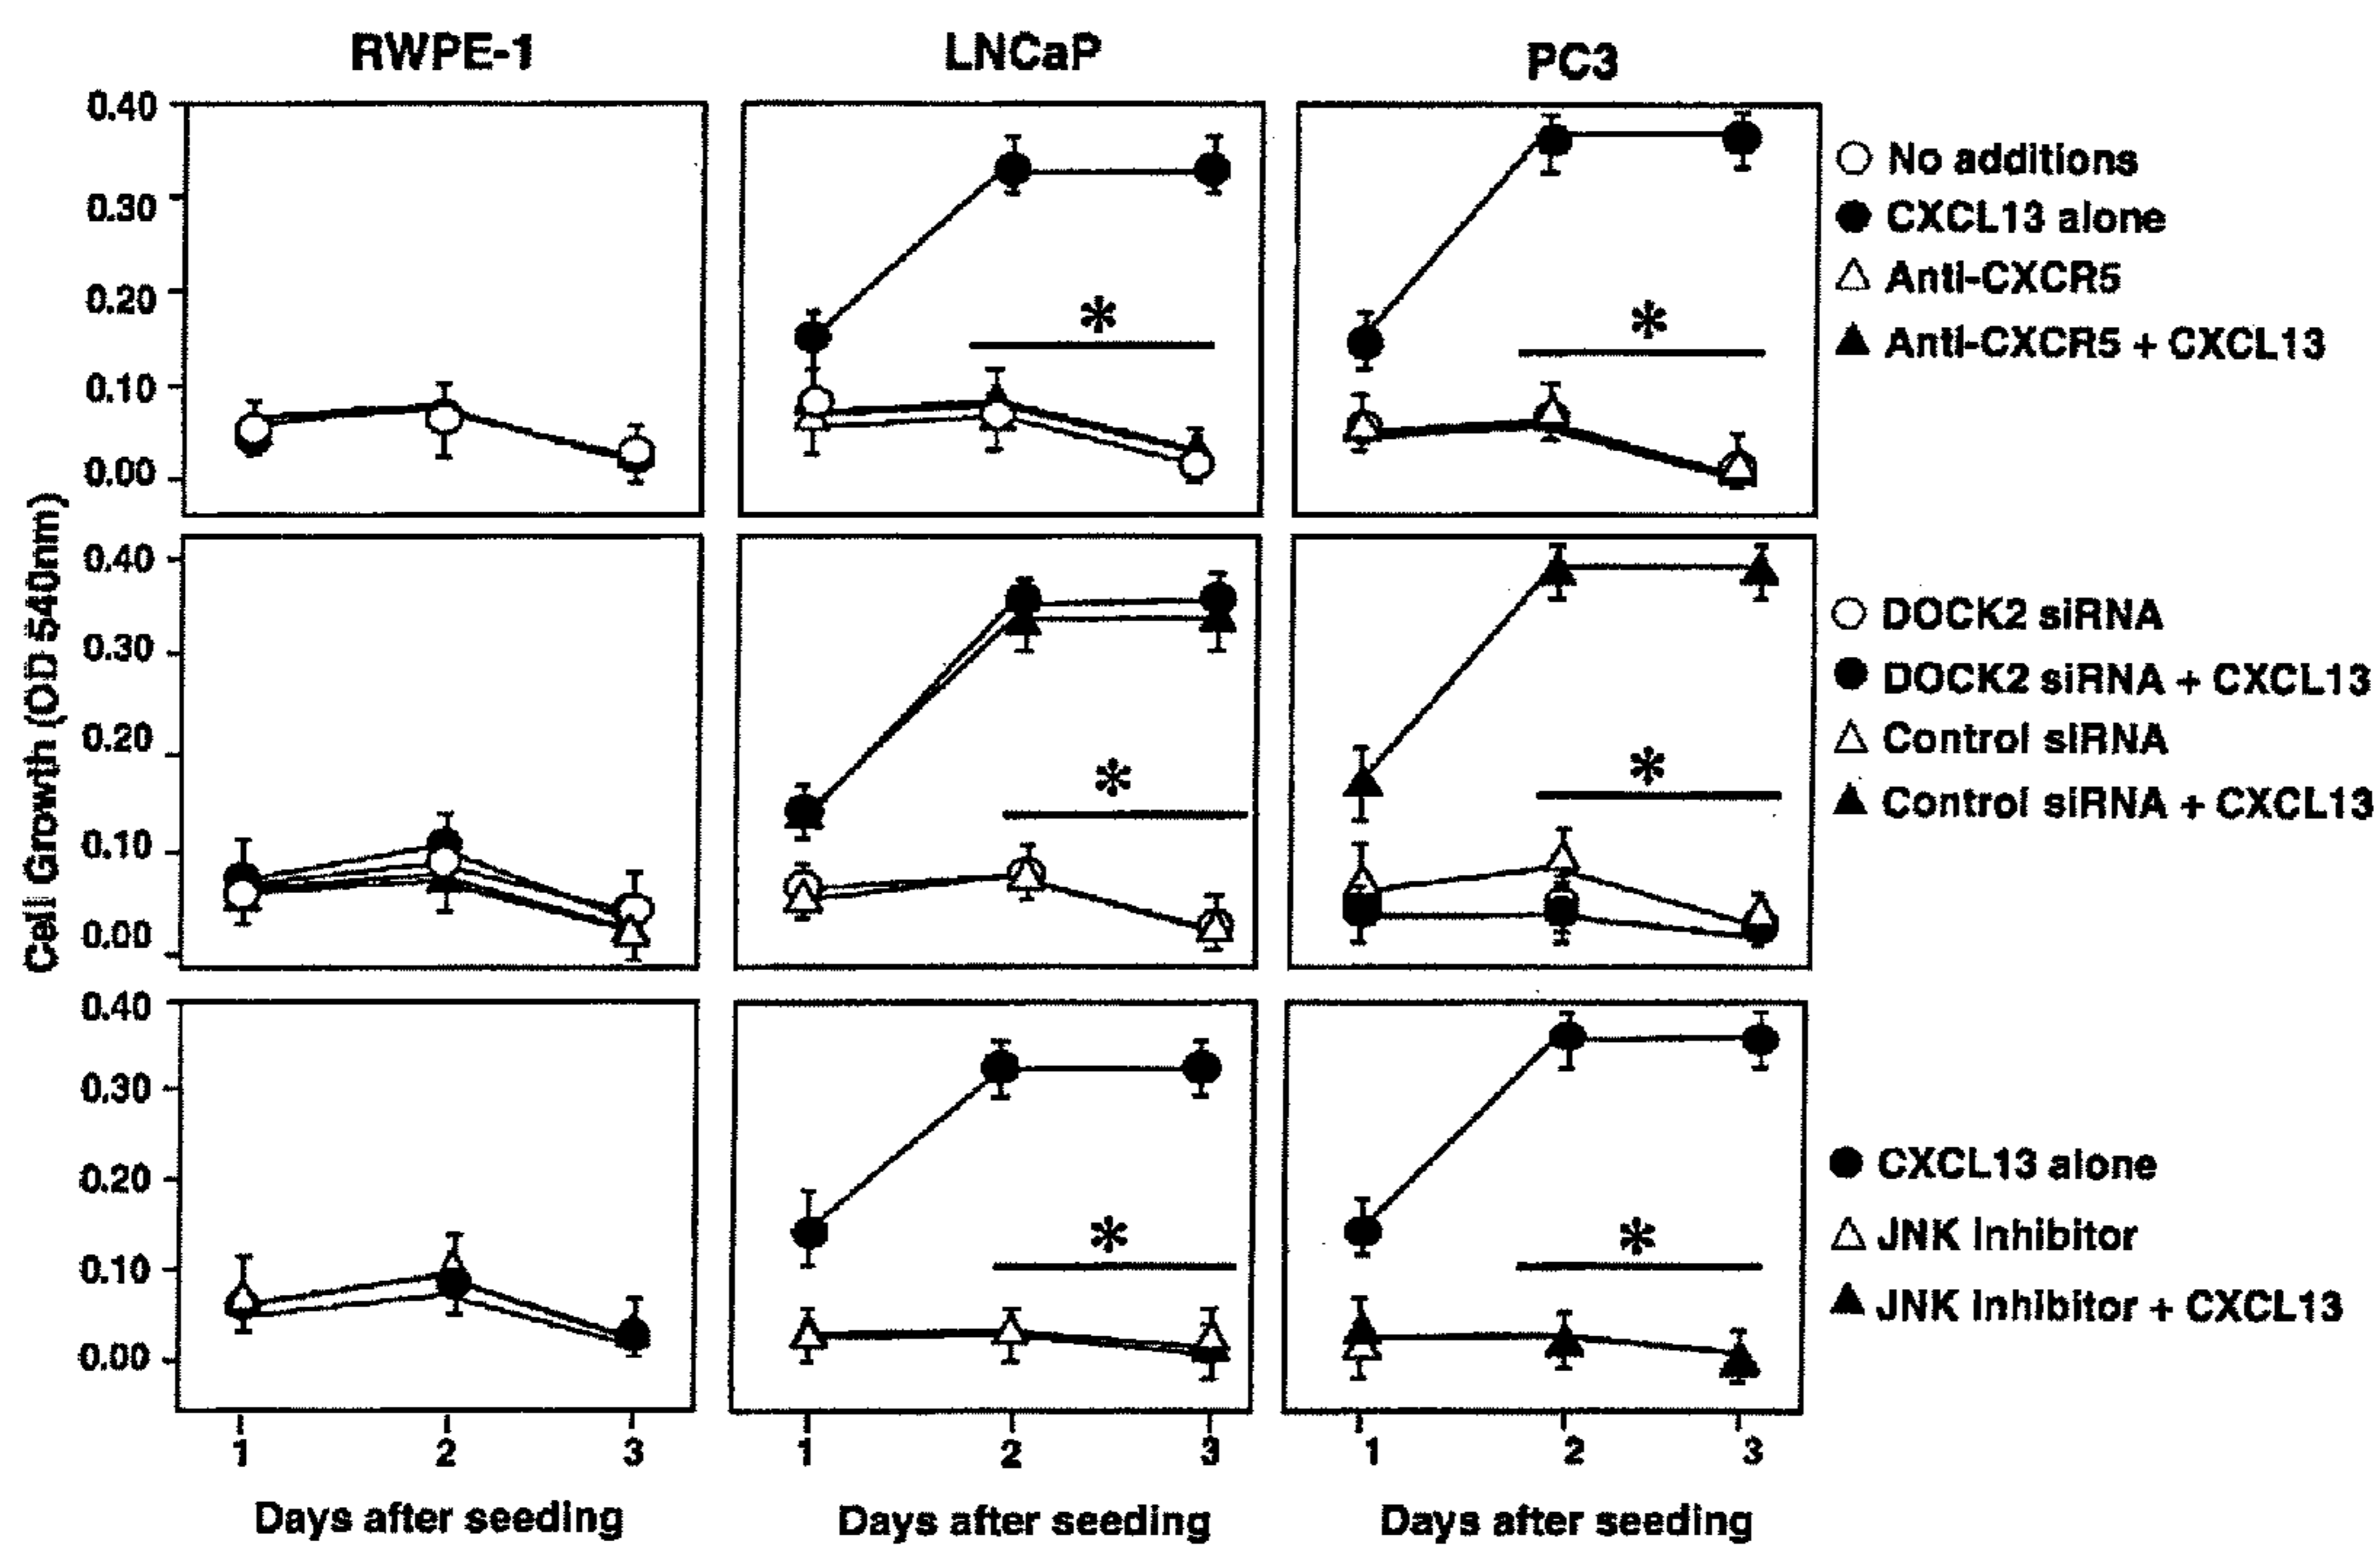 RWPE-1
LNCaP
PC3
0.40
0.30
0.20
0.10
0.00
*
*
○ No additions
● CXCL13 alone
△ Anti-CXCR5
▲ Anti-CXCR5 + CXCL13
Cell Growth (OD 540nm)
0.40
0.30
0.20
0.10
0.00
*
*
○ DOCK2 siRNA
● DOCK2 siRNA + CXCL13
△ Control siRNA
▲ Control siRNA + CXCL13
0.40
0.30
0.20
0.10
0.00
*
*
● CXCL13 alone
△ JNK Inhibitor
▲ JNK Inhibitor + CXCL13
1 2 3
1 2 3
1 2 3
Days after seeding
Days after seeding
Days after seeding